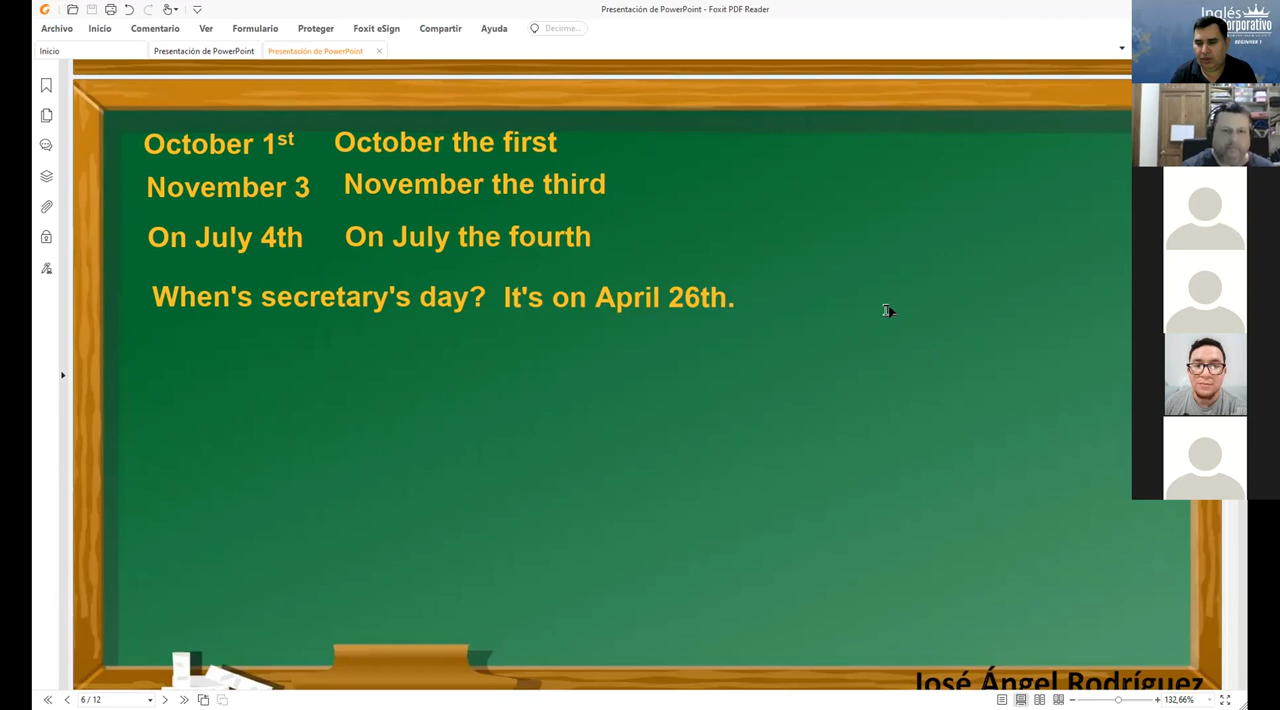 Presentación de PowerPoint - Foxit PDF Reader
Archivo Inicio Comentario Ver Formulario Proteger Foxit eSign Compartir Ayuda Decirme...
Inicio Presentación de PowerPoint Presentación de PowerPoint
October 1st October the first
November 3 November the third
On July 4th On July the fourth
When's secretary's day? It's on April 26th.
José Ángel Rodríguez
6 / 12 132,66%
Inglés
orporativo
BEGINNER 1